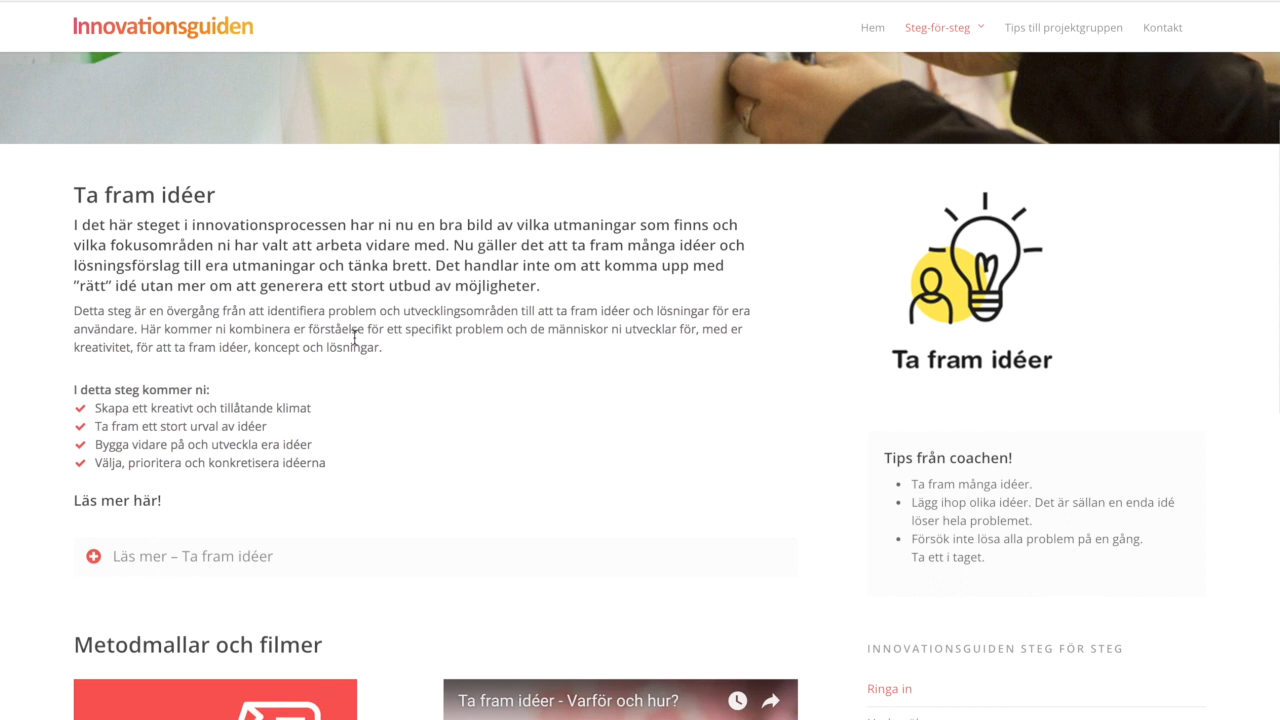 Innovationsguiden
Hem Steg-för-steg Tips till projektgruppen Kontakt
Ta fram idéer
I det här steget i innovationsprocessen har ni nu en bra bild av vilka utmaningar som finns och
vilka fokusområden ni har valt att arbeta vidare med. Nu gäller det att ta fram många idéer och
lösningsförslag till era utmaningar och tänka brett. Det handlar inte om att komma upp med
”rätt” idé utan mer om att generera ett stort utbud av möjligheter.
Detta steg är en övergång från att identifiera problem och utvecklingsområden till att ta fram idéer och lösningar för era
användare. Här kommer ni kombinera er förståelse för ett specifikt problem och de människor ni utvecklar för, med er
kreativitet, för att ta fram idéer, koncept och lösningar.
I detta steg kommer ni:
Skapa ett kreativt och tillåtande klimat
Ta fram ett stort urval av idéer
Bygga vidare på och utveckla era idéer
Välja, prioritera och konkretisera idéerna
Läs mer här!
Läs mer – Ta fram idéer
Metodmallar och filmer
Ta fram idéer - Varför och hur?
Ta fram idéer
Tips från coachen!
Ta fram många idéer.
Lägg ihop olika idéer. Det är sällan en enda idé
löser hela problemet.
Försök inte lösa alla problem på en gång.
Ta ett i taget.
INNOVATIONSGUIDEN STEG FÖR STEG
Ringa in